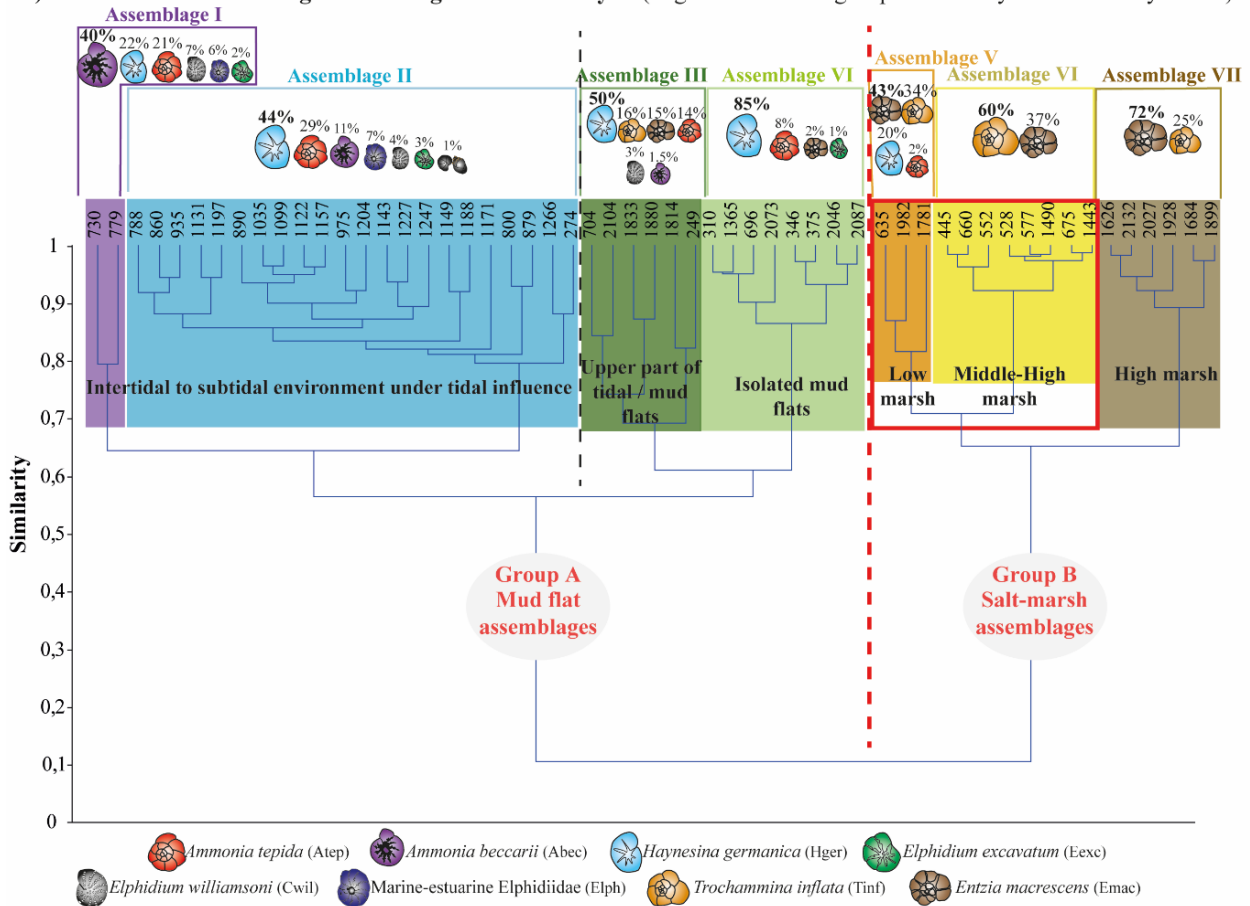 Assemblage I
40% 22% 21% 7% 6% 2%
Assemblage II
44% 29% 11% 7% 4% 3% 1%
Assemblage III
50% 16% 15% 14%
3% 1,5%
Assemblage VI
85% 8% 2% 1%
Assemblage V
43% 34%
20% 2%
Assemblage VI
60% 37%
Assemblage VII
72% 25%
730 779 788 860 935 1131 1197 890 1035 1099 1122 1157 975 1204 1143 1227 1247 1149 1188 1171 800 879 1266 274 704 2104 1833 1880 1814 249 310 1365 696 2073 346 375 2046 2087 635 1982 1781 445 660 552 528 577 1490 675 1443 1626 2132 2027 1928 1684 1899
Similarity
1
0,9
0,8
0,7
0,6
0,5
0,4
0,3
0,2
0,1
0
Intertidal to subtidal environment under tidal influence
Upper part of
tidal / mud
flats
Isolated mud
flats
Low
marsh
Middle-High
marsh
High marsh
Group A
Mud flat
assemblages
Group B
Salt-marsh
assemblages
Ammonia tepida (Atep) Ammonia beccarii (Abec) Haynesina germanica (Hger) Elphidium excavatum (Eexc)
Elphidium williamsoni (Cwil) Marine-estuarine Elphidiidae (Elph) Trochammina inflata (Tinf) Entzia macrescens (Emac)